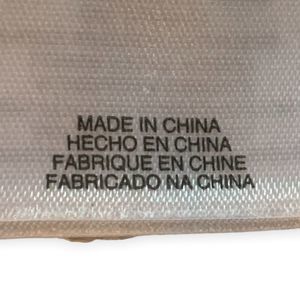 MADE IN CHINA
HECHO EN CHINA
FABRIQUE EN CHINE
FABRICADO NA CHINA